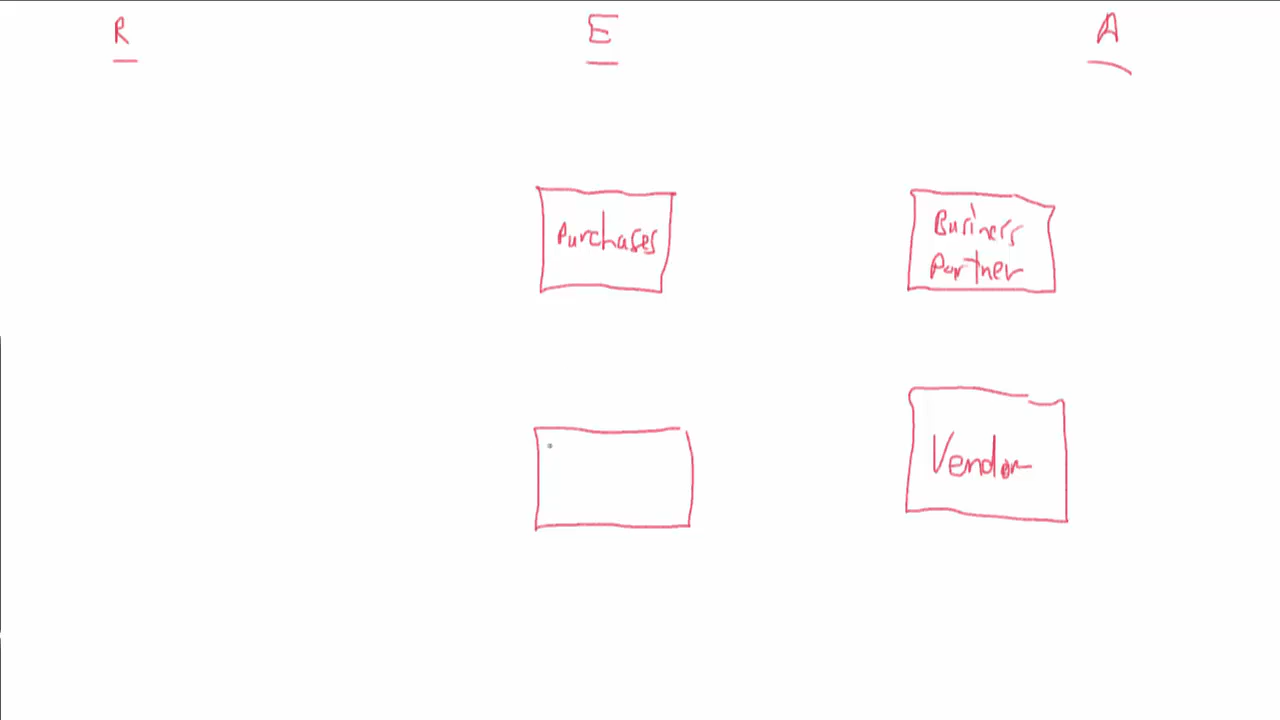 R
E
A
Purchases
Business
Partner
Vendor